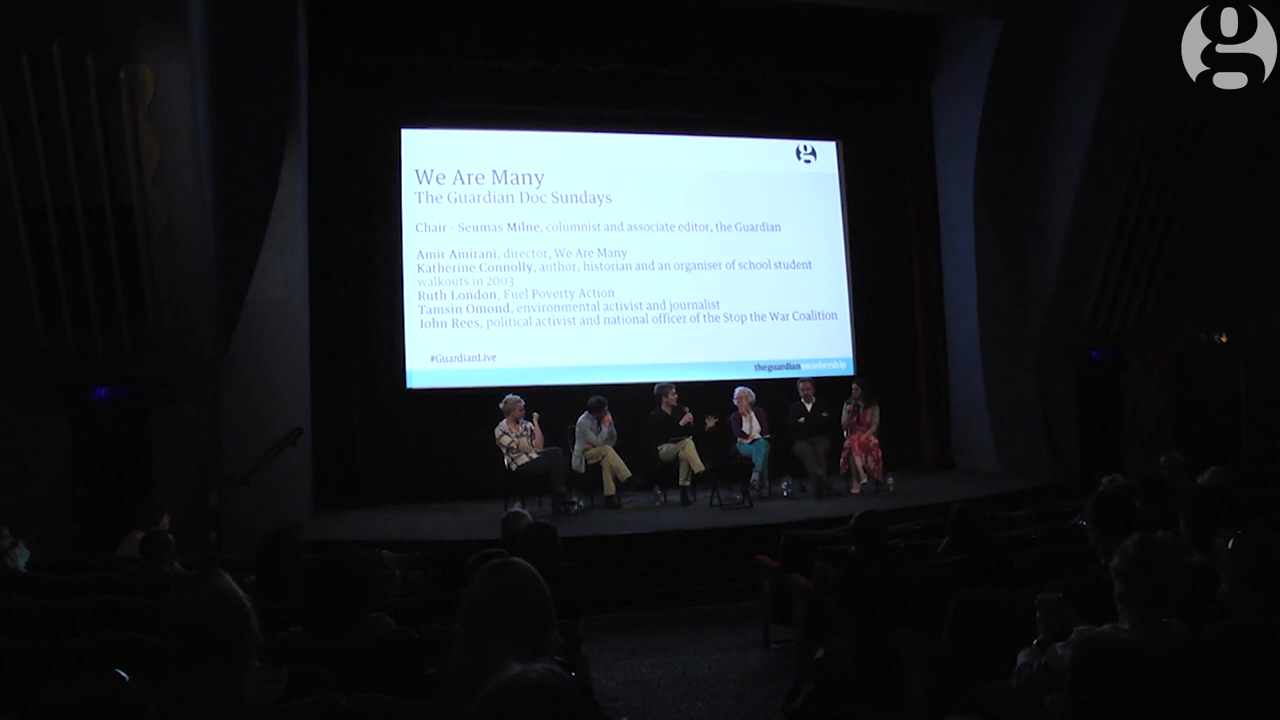 g
g
We Are Many
The Guardian Doc Sundays
Chair - Seumas Milne, columnist and associate editor, the Guardian
Amir Amirani, director, We Are Many
Katherine Connolly, author, historian and an organiser of school student
walkouts in 2003
Ruth London, Fuel Poverty Action
Tamsin Omond, environmental activist and journalist
John Rees, political activist and national officer of the Stop the War Coalition
#GuardianLive
theguardianmembership